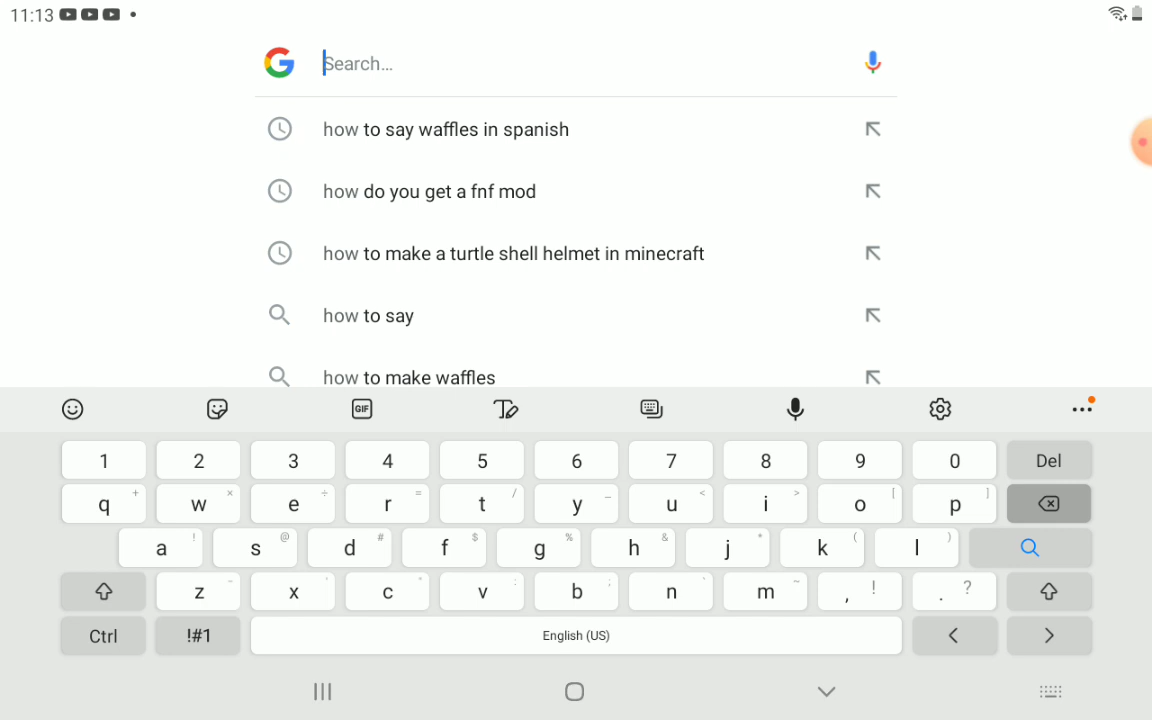 11:13
Search...
how to say waffles in spanish
how do you get a fnf mod
how to make a turtle shell helmet in minecraft
how to say
how to make waffles
GIF
1 2 3 4 5 6 7 8 9 0 Del
q + w × e ÷ r = t / y _ u < i > o [ p ]
a ! s @ d # f $ g % h & j * k ( l )
z - x ' c " v : b ; n ` m ~ , ! . ?
Ctrl !#1 English (US) < >